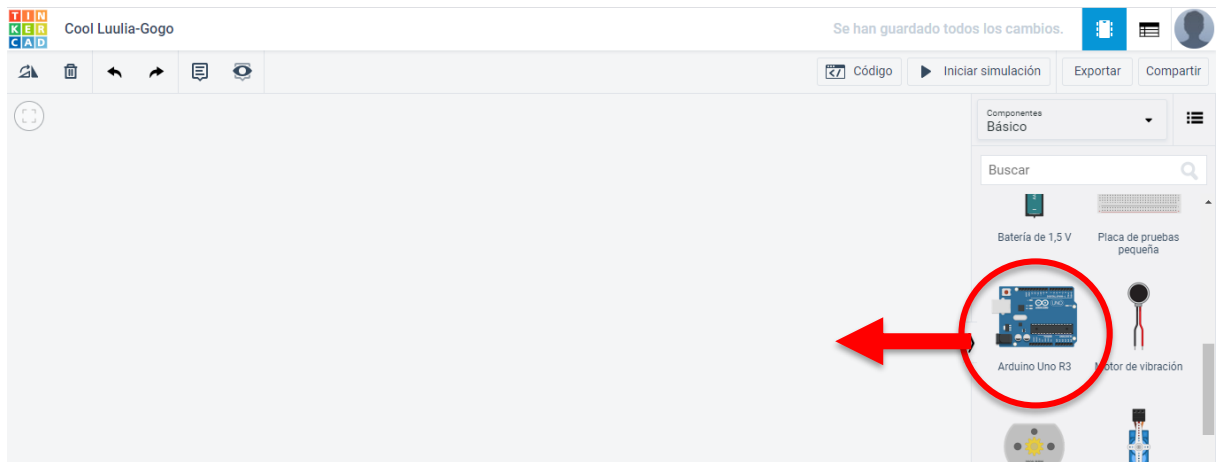 TIN
KER
CAD
Cool Luulia-Gogo
Se han guardado todos los cambios.
Código
Iniciar simulación
Exportar
Compartir
Componentes
Básico
Buscar
Batería de 1,5 V
Placa de pruebas
pequeña
Arduino Uno R3
Motor de vibración